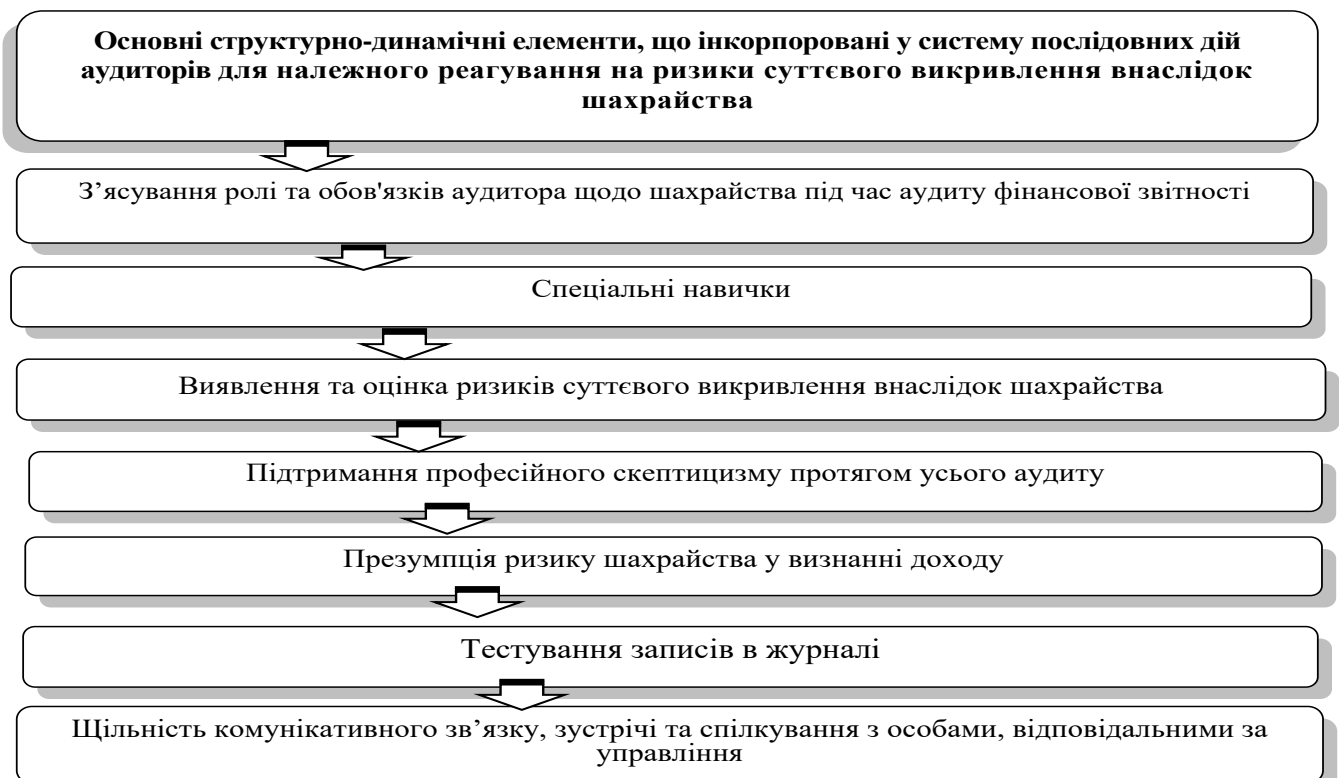 Основні структурно-динамічні елементи, що інкорпоровані у систему послідовних дій
аудиторів для належного реагування на ризики суттєвого викривлення внаслідок
шахрайства
З’ясування ролі та обов'язків аудитора щодо шахрайства під час аудиту фінансової звітності
Спеціальні навички
Виявлення та оцінка ризиків суттєвого викривлення внаслідок шахрайства
Підтримання професійного скептицизму протягом усього аудиту
Презумпція ризику шахрайства у визнанні доходу
Тестування записів в журналі
Щільність комунікативного зв’язку, зустрічі та спілкування з особами, відповідальними за
управління